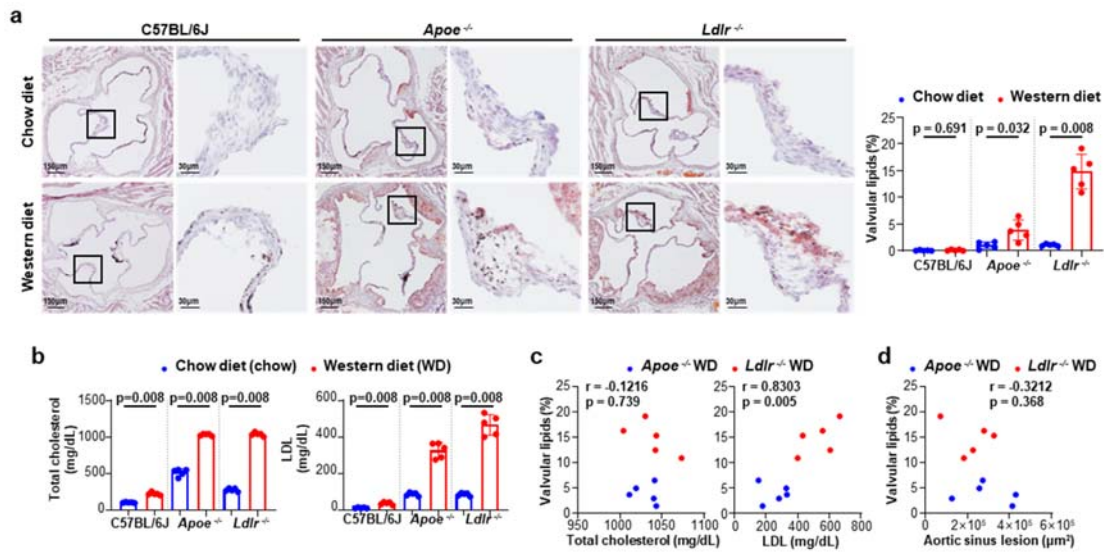 a
C57BL/6J
Apoe -/-
Ldlr -/-
Chow diet
150μm
30μm
150μm
30μm
150μm
30μm
Western diet
150μm
30μm
150μm
30μm
150μm
30μm
Chow diet
Western diet
p = 0.691
p = 0.032
p = 0.008
Valvular lipids (%)
25
20
15
10
5
0
C57BL/6J
Apoe -/-
Ldlr -/-
b
Chow diet (chow)
Western diet (WD)
p=0.008
p=0.008
p=0.008
Total cholesterol
(mg/dL)
1500
1000
500
0
C57BL/6J
Apoe -/-
Ldlr -/-
p=0.008
p=0.008
p=0.008
LDL
(mg/dL)
600
400
200
0
C57BL/6J
Apoe -/-
Ldlr -/-
c
Apoe -/- WD
Ldlr -/- WD
r = -0.1216
p = 0.739
Valvular lipids (%)
25
20
15
10
5
0
950
1000
1050
1100
Total cholesterol (mg/dL)
r = 0.8303
p = 0.005
0
200
400
600
800
LDL (mg/dL)
d
Apoe -/- WD
Ldlr -/- WD
r = -0.3212
p = 0.368
Valvular lipids (%)
25
20
15
10
5
0
0
2×10⁵
4×10⁵
6×10⁵
Aortic sinus lesion (μm²)